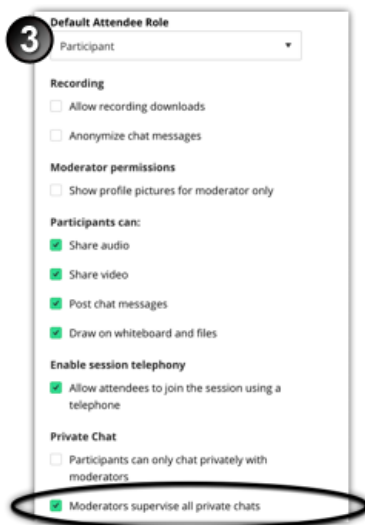 3
Default Attendee Role
Participant
Recording
Allow recording downloads
Anonymize chat messages
Moderator permissions
Show profile pictures for moderator only
Participants can:
Share audio
Share video
Post chat messages
Draw on whiteboard and files
Enable session telephony
Allow attendees to join the session using a
telephone
Private Chat
Participants can only chat privately with
moderators
Moderators supervise all private chats